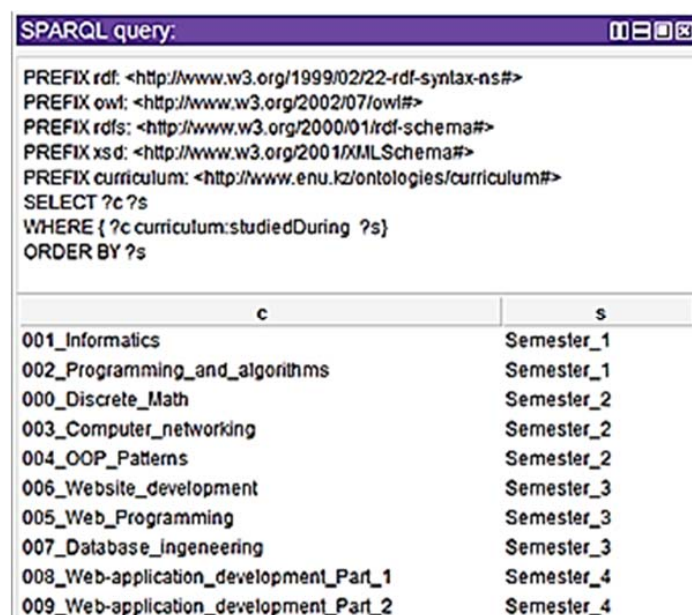 SPARQL query:
PREFIX rdf: <http://www.w3.org/1999/02/22-rdf-syntax-ns#>
PREFIX owl: <http://www.w3.org/2002/07/owl#>
PREFIX rdfs: <http://www.w3.org/2000/01/rdf-schema#>
PREFIX xsd: <http://www.w3.org/2001/XMLSchema#>
PREFIX curriculum: <http://www.enu.kz/ontologies/curriculum#>
SELECT ?c ?s
WHERE { ?c curriculum:studiedDuring ?s}
ORDER BY ?s
c s
001_Informatics Semester_1
002_Programming_and_algorithms Semester_1
000_Discrete_Math Semester_2
003_Computer_networking Semester_2
004_OOP_Patterns Semester_2
006_Website_development Semester_3
005_Web_Programming Semester_3
007_Database_ingeneering Semester_3
008_Web-application_development_Part_1 Semester_4
009_Web-application_development_Part_2 Semester_4